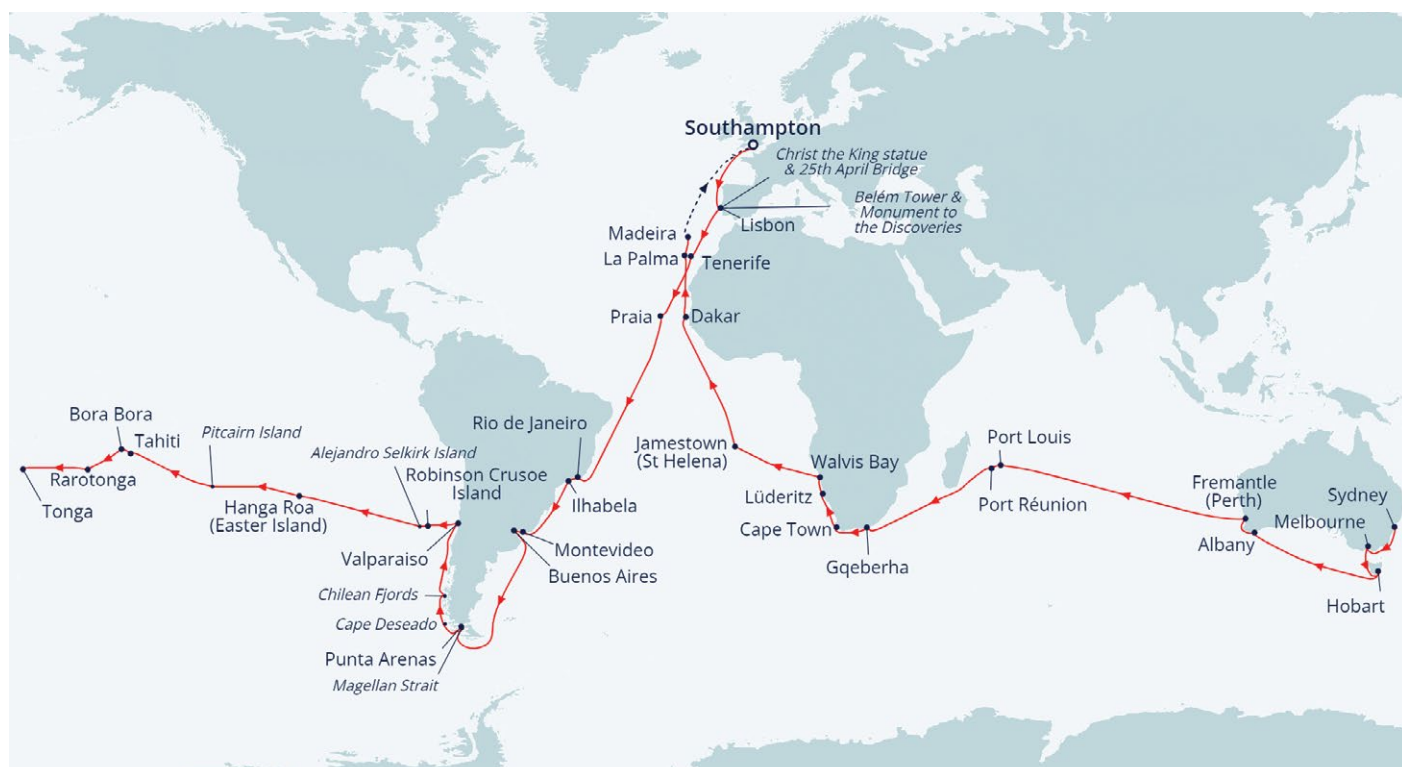 Southampton
Christ the King statue
& 25th April Bridge
Belém Tower &
Monument to
the Discoveries
Lisbon
Madeira
La Palma
Tenerife
Praia
Dakar
Bora Bora
Tahiti
Pitcairn Island
Rio de Janeiro
Alejandro Selkirk Island
Robinson Crusoe
Island
Jamestown
(St Helena)
Port Louis
Walvis Bay
Rarotonga
Tonga
Hanga Roa
(Easter Island)
Ilhabela
Lüderitz
Port Réunion
Fremantle
(Perth)
Sydney
Melbourne
Cape Town
Albany
Valparaiso
Montevideo
Buenos Aires
Gqeberha
Chilean Fjords
Hobart
Cape Deseado
Punta Arenas
Magellan Strait